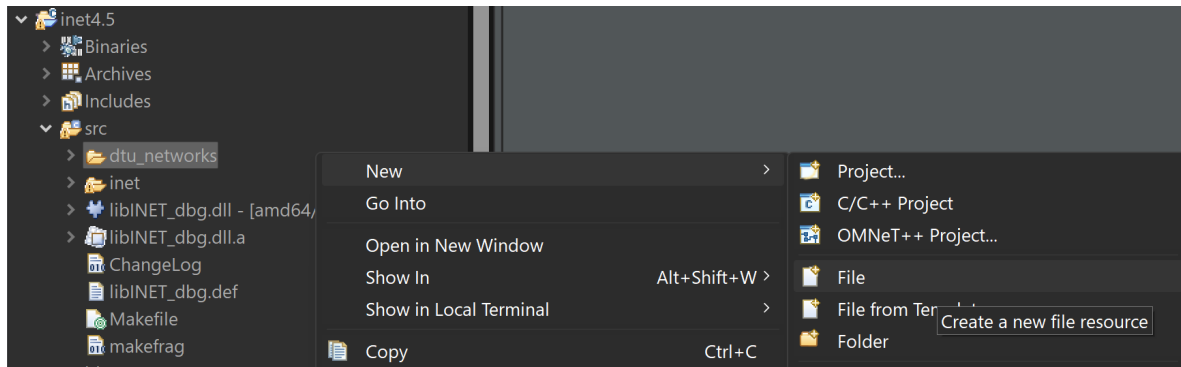 inet4.5
Binaries
Archives
Includes
src
dtu_networks
inet
libINET_dbg.dll - [amd64/
libINET_dbg.dll.a
ChangeLog
libINET_dbg.def
Makefile
makefrag
New
Go Into
Open in New Window
Show In Alt+Shift+W
Show in Local Terminal
Copy Ctrl+C
Project...
C/C++ Project
OMNeT++ Project...
File
File from
Create a new file resource
Folder